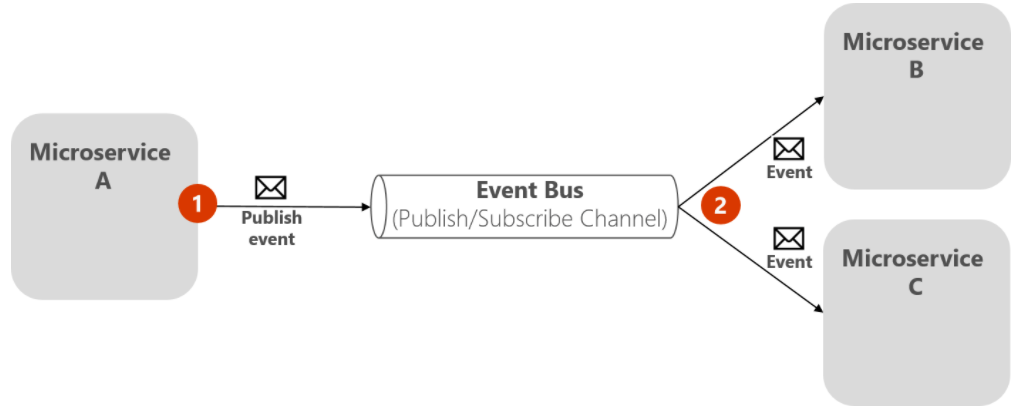 Microservice
A
1
Publish
event
Event Bus
(Publish/Subscribe Channel)
2
Event
Microservice
B
Event
Microservice
C